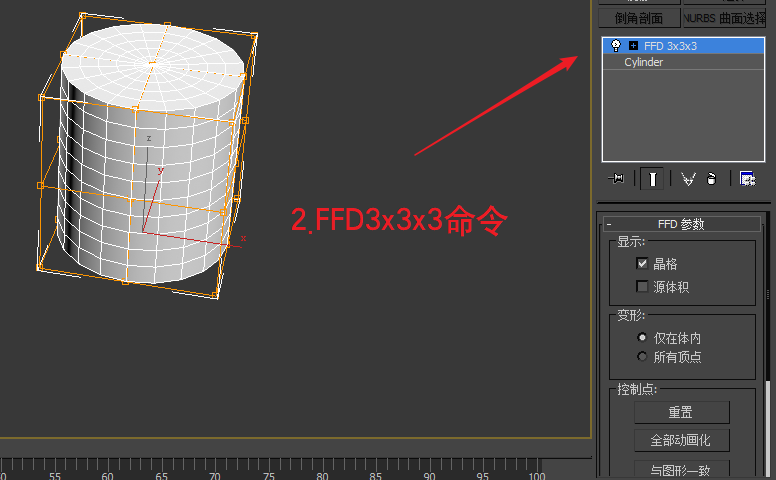 倒角剖面
NURBS 曲面选择
FFD 3x3x3
Cylinder
z
y
x
2.FFD3x3x3命令
- FFD 参数
显示:
晶格
源体积
变形:
仅在体内
所有顶点
控制点:
重置
全部动画化
与图形一致
55 60 65 70 75 80 85 90 95 100